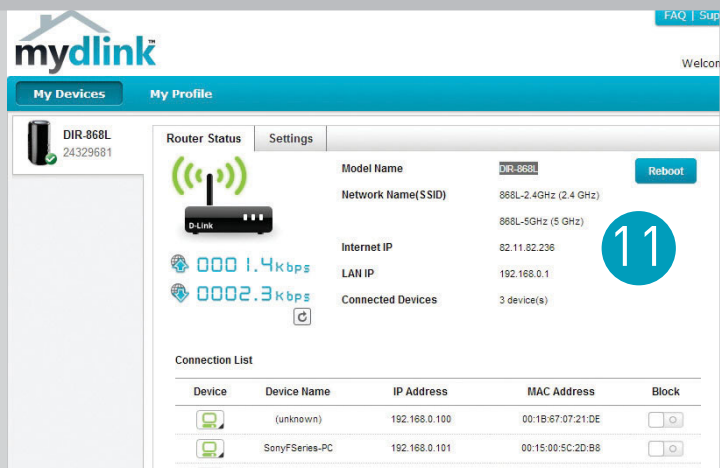 FAQ | Sup
mydlink
Welcon
My Devices My Profile
DIR-868L
24329681
Router Status Settings
Model Name DIR-868L Reboot
Network Name(SSID) 868L-2.4GHz (2.4 GHz)
868L-5GHz (5 GHz)
D-Link
Internet IP 82.11.82.236
11
0001.4 Kbps
LAN IP 192.168.0.1
0002.3 Kbps
Connected Devices 3 device(s)
Connection List
Device Device Name IP Address MAC Address Block
(unknown) 192.168.0.100 00:1B:67:07:21:DE
SonyFSeries-PC 192.168.0.101 00:15:00:5C:2D:B8